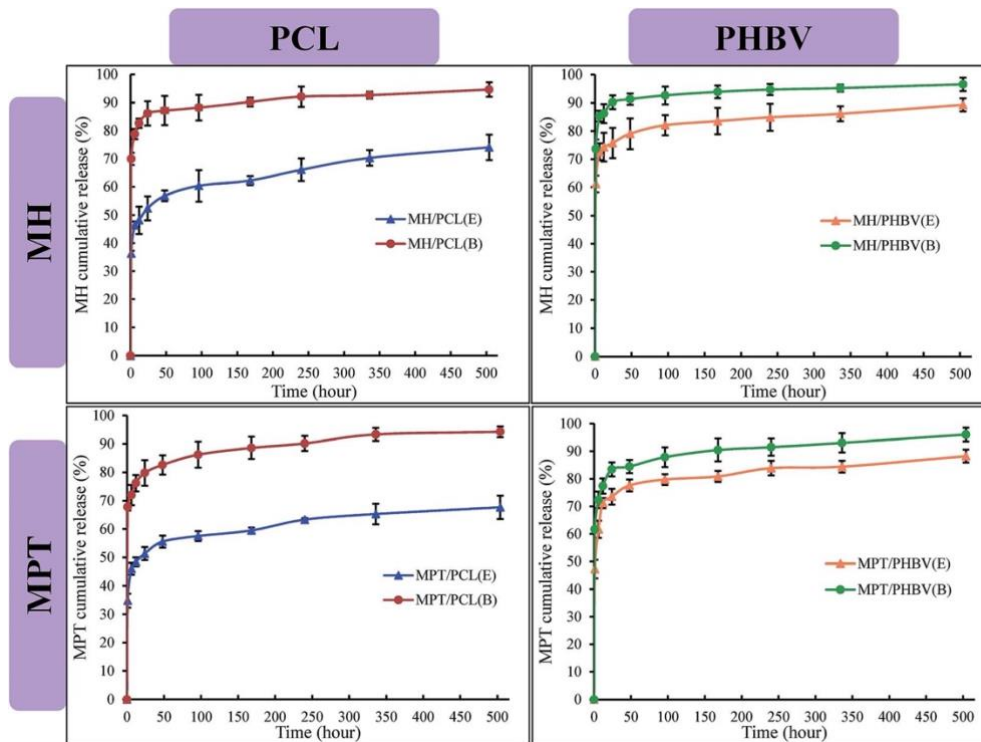 PCL
PHBV
MH
MH cumulative release (%)
100
90
80
70
60
50
40
30
20
10
0
MH/PCL(E)
MH/PCL(B)
0 50 100 150 200 250 300 350 400 450 500
Time (hour)
MH cumulative release (%)
100
90
80
70
60
50
40
30
20
10
0
MH/PHBV(E)
MH/PHBV(B)
0 50 100 150 200 250 300 350 400 450 500
Time (hour)
MPT
MPT cumulative release (%)
100
90
80
70
60
50
40
30
20
10
0
MPT/PCL(E)
MPT/PCL(B)
0 50 100 150 200 250 300 350 400 450 500
Time (hour)
MPT cumulative release (%)
100
90
80
70
60
50
40
30
20
10
0
MPT/PHBV(E)
MPT/PHBV(B)
0 50 100 150 200 250 300 350 400 450 500
Time (hour)